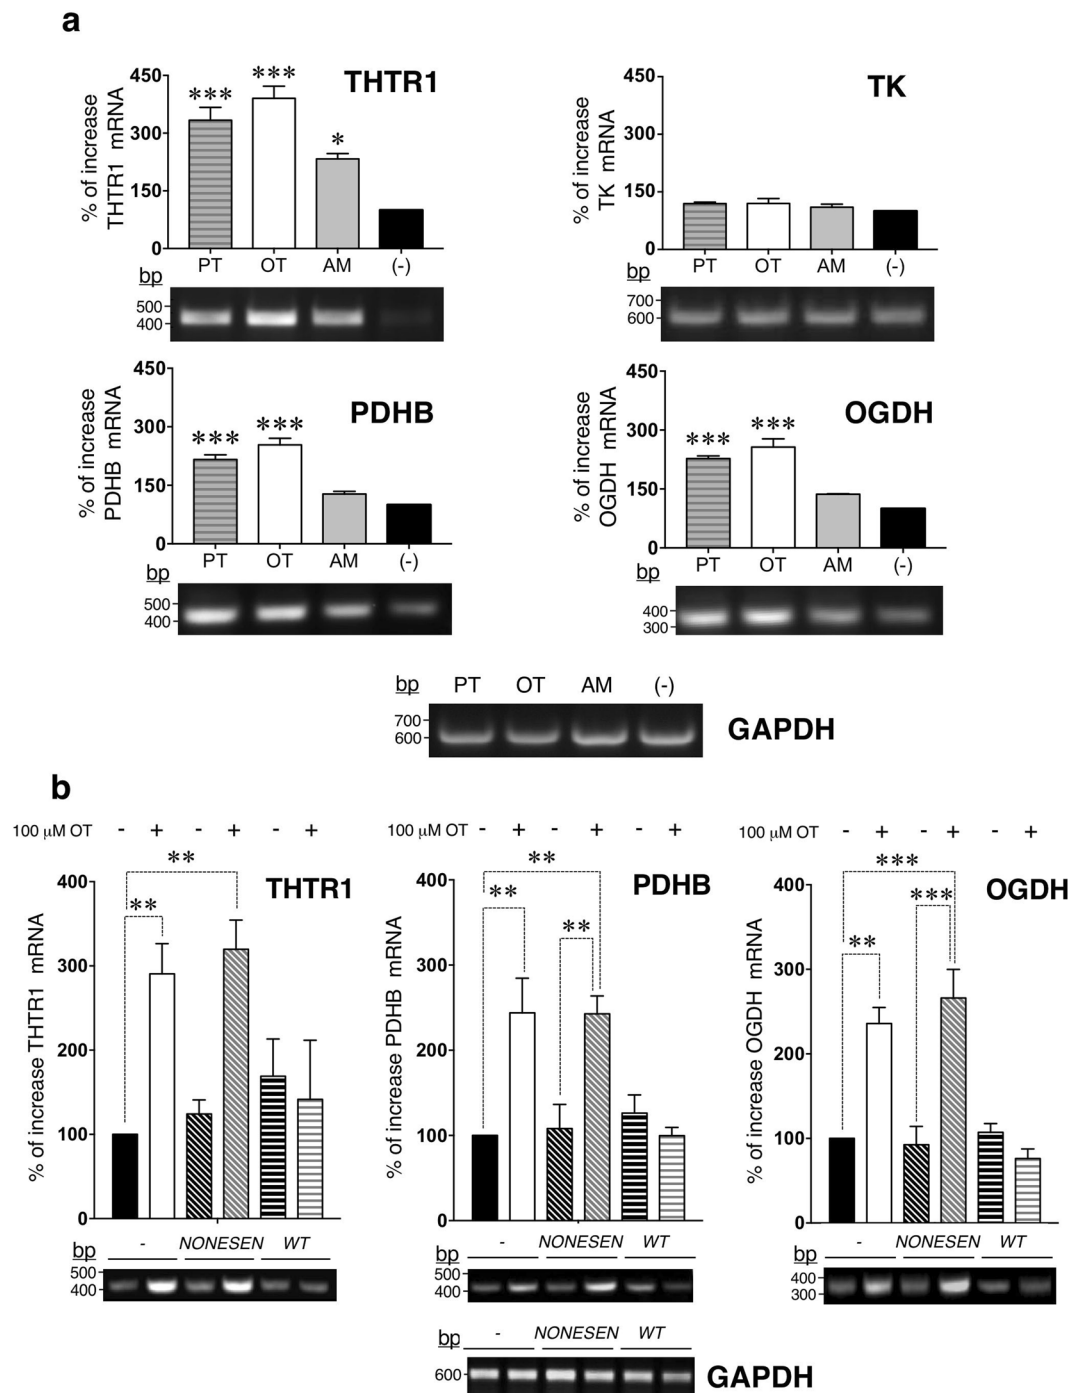 a
THTR1
% of increase
THTR1 mRNA
450
300
150
0
***
***
*
PT OT AM (-)
bp
500
400
TK
% of increase
TK mRNA
450
300
150
0
PT OT AM (-)
700
600
PDHB
% of increase
PDHB mRNA
450
300
150
0
***
***
PT OT AM (-)
bp
500
400
OGDH
% of increase
OGDH mRNA
450
300
150
0
***
***
PT OT AM (-)
bp
400
300
bp PT OT AM (-)
700
600
GAPDH
b
100 µM OT - + - + - +
THTR1
% of increase THTR1 mRNA
400
300
200
100
0
**
**
- NONESEN WT
bp
500
400
100 µM OT - + - + - +
PDHB
% of increase PDHB mRNA
400
300
200
100
0
**
**
**
- NONESEN WT
bp
500
400
100 µM OT - + - + - +
OGDH
% of increase OGDH mRNA
400
300
200
100
0
***
***
**
- NONESEN WT
bp
400
300
bp - NONESEN WT
600
GAPDH